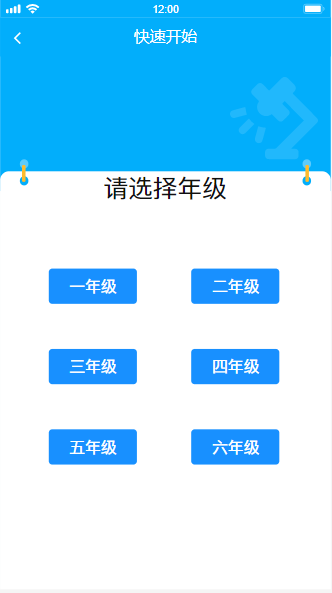 12:00
快速开始
请选择年级
一年级 二年级
三年级 四年级
五年级 六年级